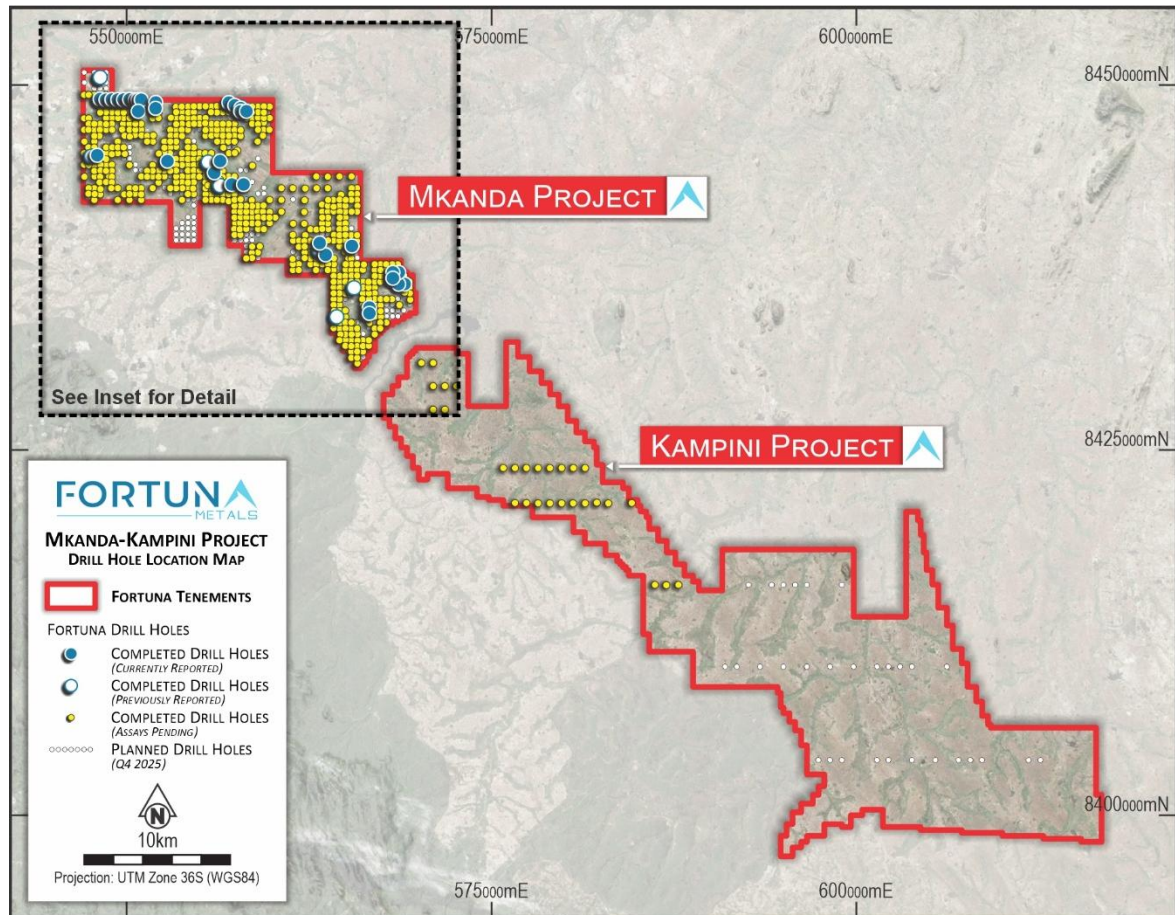 550000mE
575000mE
600000mE
8450000mN
MKANDA PROJECT
See Inset for Detail
KAMPINI PROJECT
8425000mN
FORTUNA
METALS
MKANDA-KAMPINI PROJECT
DRILL HOLE LOCATION MAP
FORTUNA TENEMENTS
FORTUNA DRILL HOLES
COMPLETED DRILL HOLES
(CURRENTLY REPORTED)
COMPLETED DRILL HOLES
(PREVIOUSLY REPORTED)
COMPLETED DRILL HOLES
(ASSAYS PENDING)
PLANNED DRILL HOLES
(Q4 2025)
N
10km
Projection: UTM Zone 36S (WGS84)
8400000mN
575000mE
600000mE